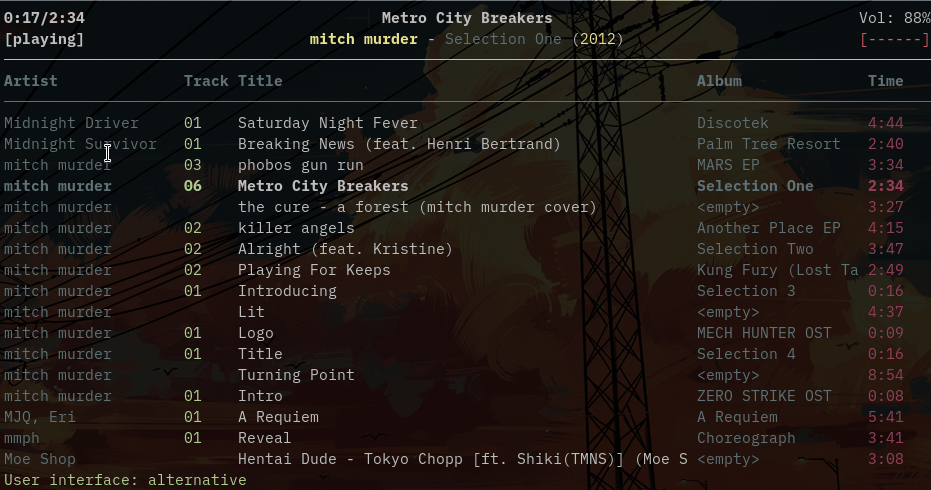 0:17/2:34 Metro City Breakers Vol: 88%
[playing] mitch murder - Selection One (2012) [------]
Artist Track Title Album Time
Midnight Driver 01 Saturday Night Fever Discotek 4:44
Midnight Survivor 01 Breaking News (feat. Henri Bertrand) Palm Tree Resort 2:40
mitch murder 03 phobos gun run MARS EP 3:34
mitch murder 06 Metro City Breakers Selection One 2:34
mitch murder the cure - a forest (mitch murder cover) <empty> 3:27
mitch murder 02 killer angels Another Place EP 4:15
mitch murder 02 Alright (feat. Kristine) Selection Two 3:47
mitch murder 02 Playing For Keeps Kung Fury (Lost Ta 2:49
mitch murder 01 Introducing Selection 3 0:16
mitch murder Lit <empty> 4:37
mitch murder 01 Logo MECH HUNTER OST 0:09
mitch murder 01 Title Selection 4 0:16
mitch murder Turning Point <empty> 8:54
mitch murder 01 Intro ZERO STRIKE OST 0:08
MJQ, Eri 01 A Requiem A Requiem 5:41
mmph 01 Reveal Choreograph 3:41
Moe Shop Hentai Dude - Tokyo Chopp [ft. Shiki(TMNS)] (Moe S <empty> 3:08
User interface: alternative